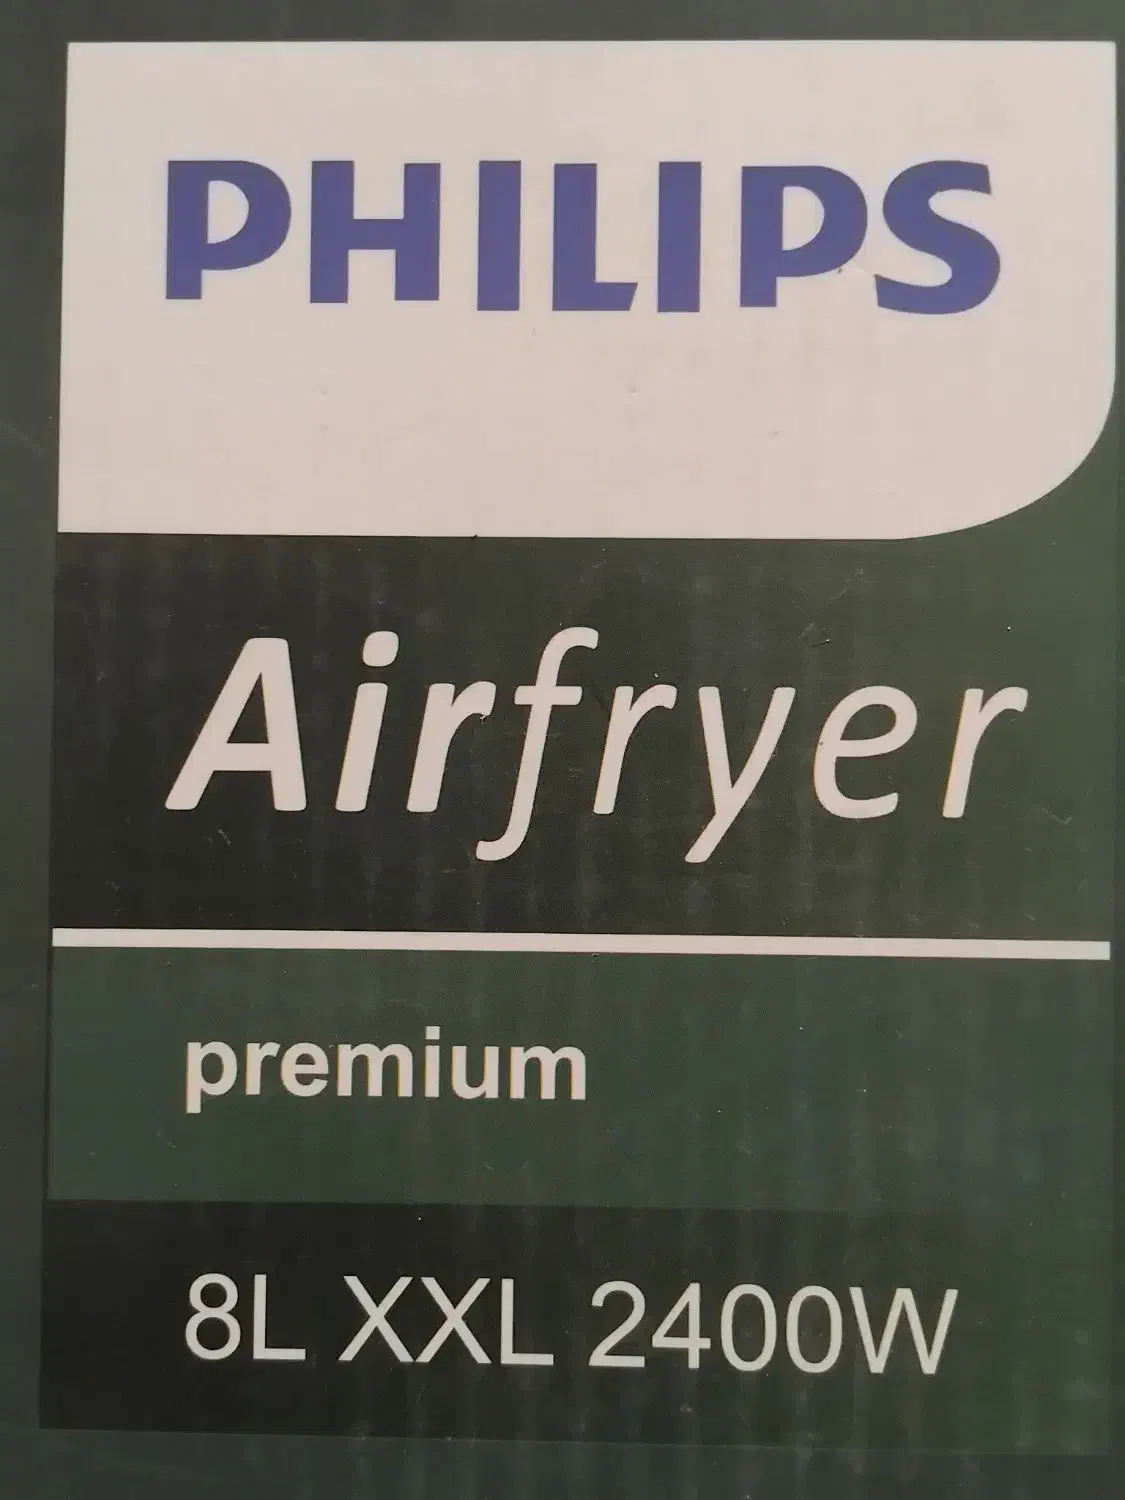 PHILIPS
Airfryer
premium
8L XXL 2400W